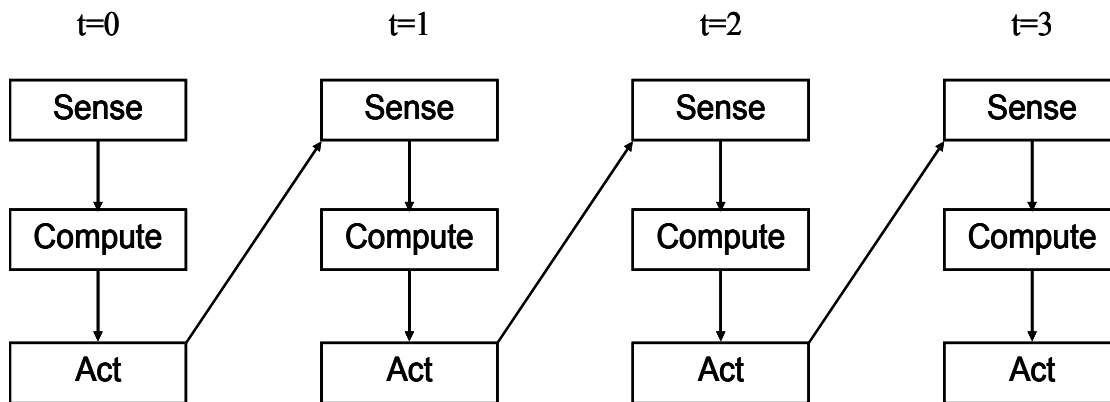 t=0 t=1 t=2 t=3
Sense Sense Sense Sense
Compute Compute Compute Compute
Act Act Act Act